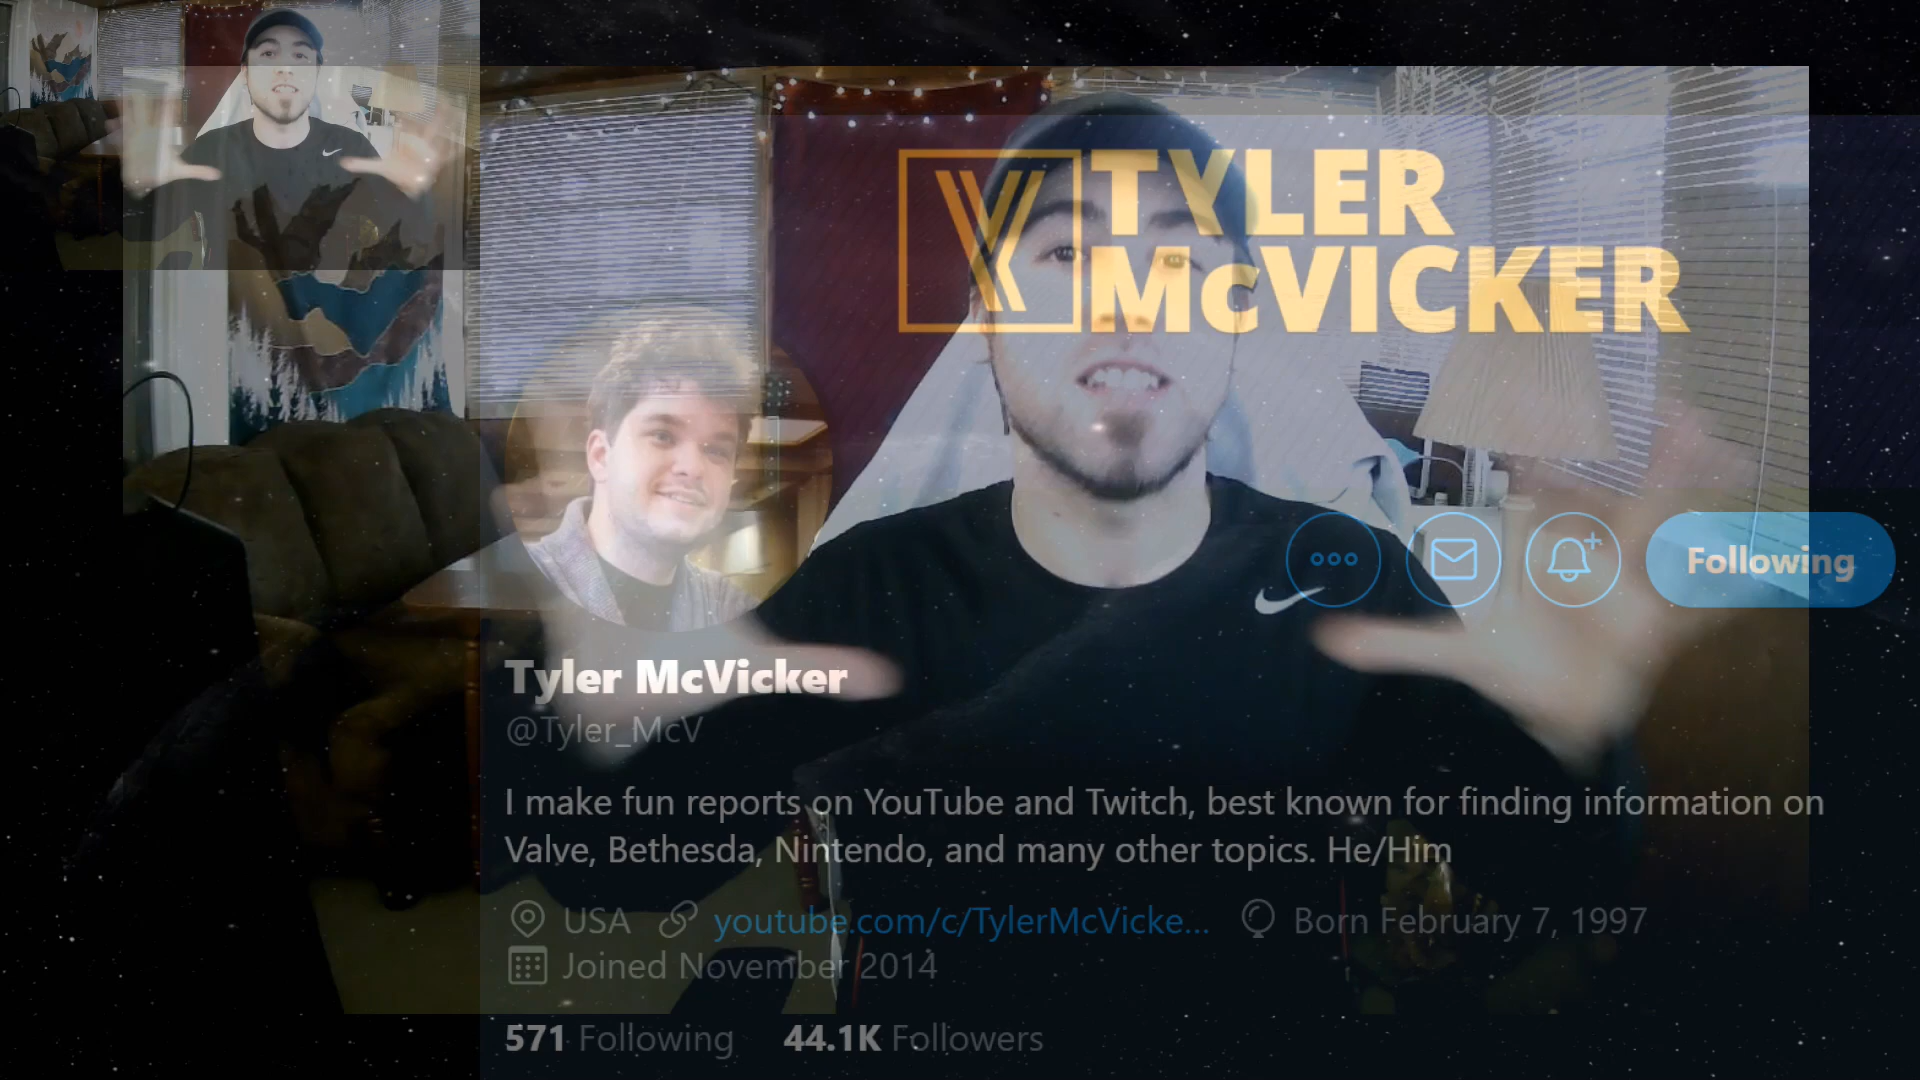 TYLER
McVICKER
Following
Tyler McVicker
@Tyler_McV
I make fun reports on YouTube and Twitch, best known for finding information on
Valve, Bethesda, Nintendo, and many other topics. He/Him
USA youtube.com/c/TylerMcVicke... Born February 7, 1997
Joined November 2014
571 Following 44.1K Followers